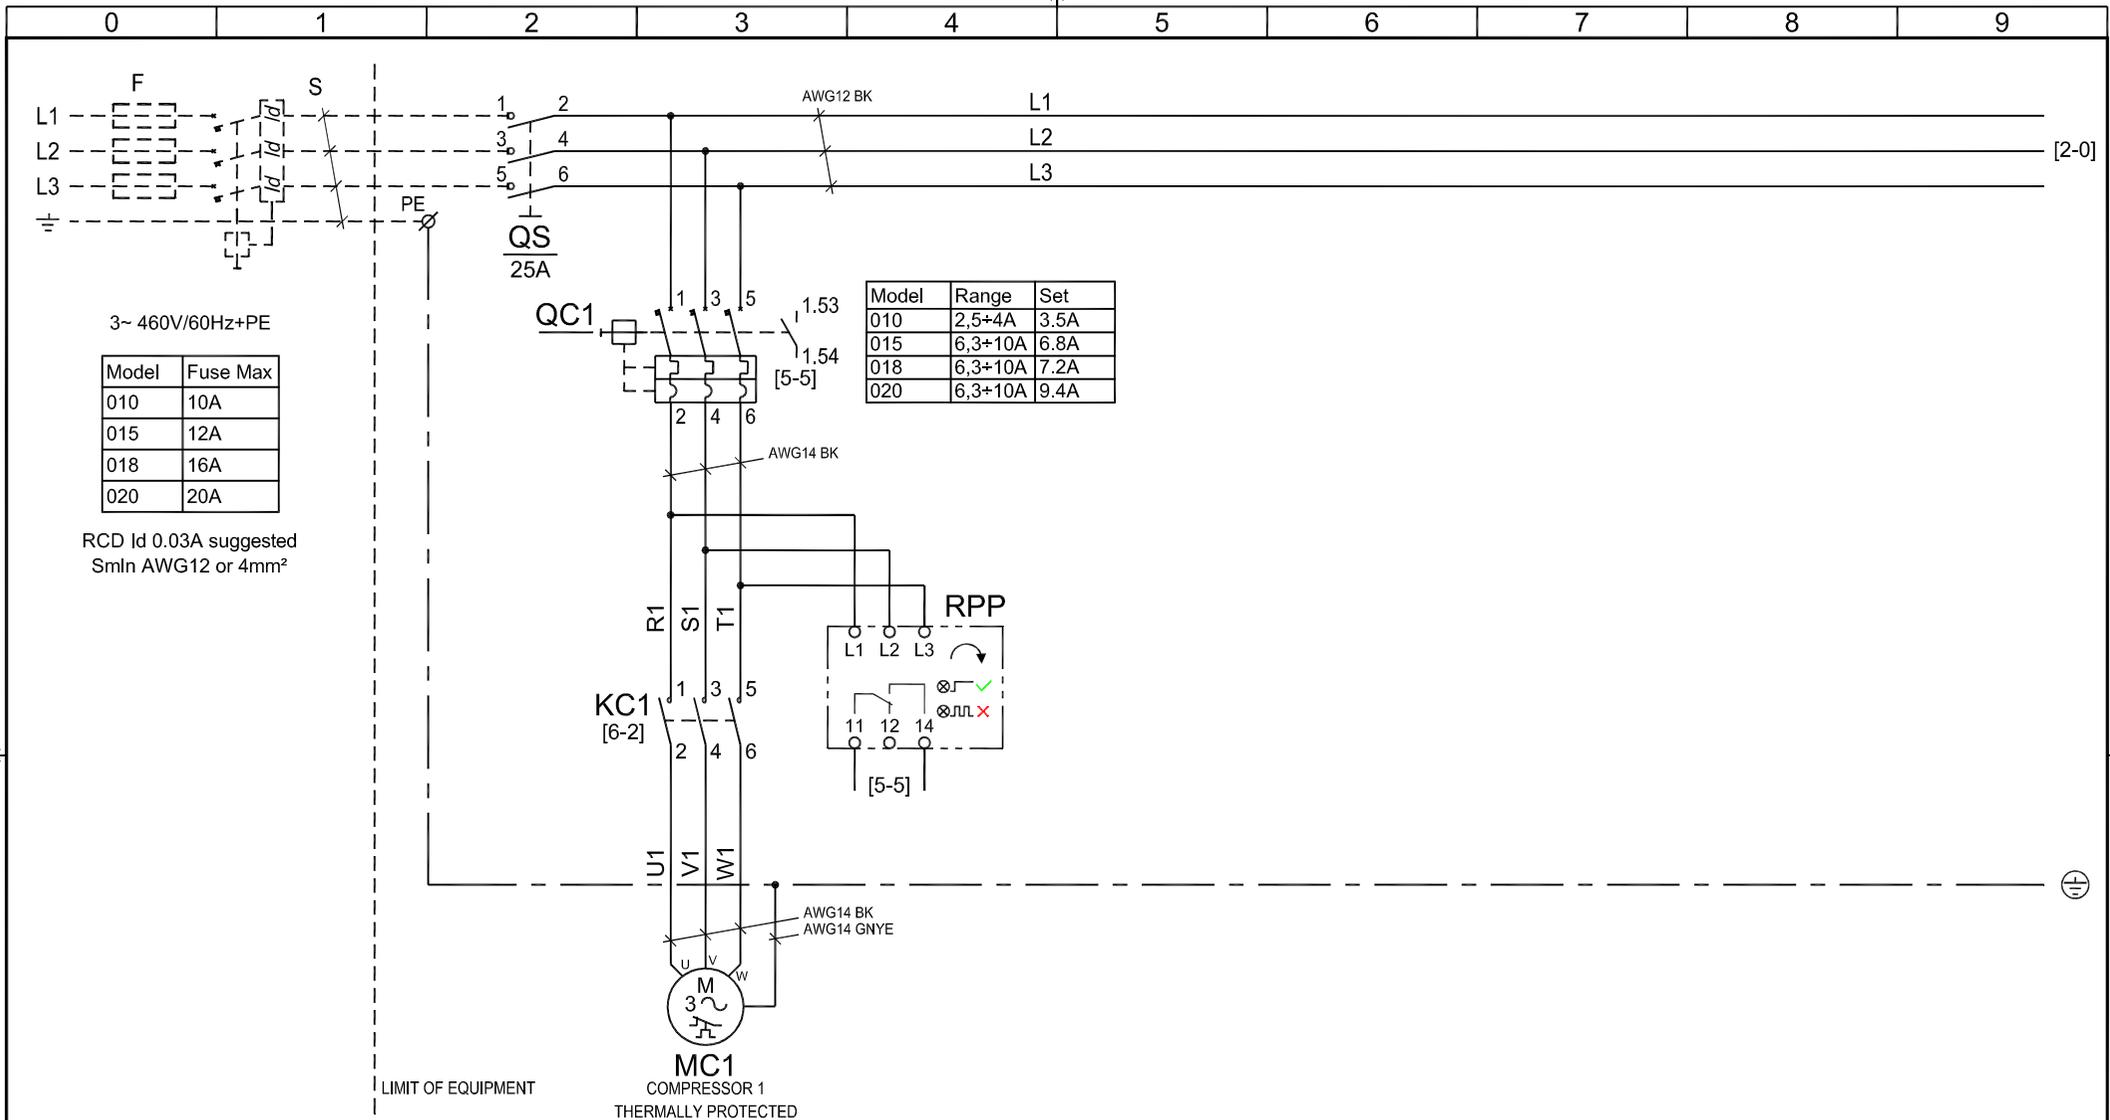 0 1 2 3 4 5 6 7 8 9
F
S
L1
L2
L3
Id
Id
Id
PE
1 2
3 4
5 6
QS
25A
AWG12 BK
L1
L2
L3
[2-0]
3~ 460V/60Hz+PE
Model Fuse Max
010 10A
015 12A
018 16A
020 20A
RCD Id 0.03A suggested
SmIn AWG12 or 4mm²
QC1
1 3 5
1.53
1.54
[5-5]
2 4 6
Model Range Set
010 2,5÷4A 3.5A
015 6,3÷10A 6.8A
018 6,3÷10A 7.2A
020 6,3÷10A 9.4A
AWG14 BK
R1 S1 T1
RPP
L1 L2 L3
11 12 14
[5-5]
KC1
[6-2]
1 3 5
2 4 6
U1 V1 W1
AWG14 BK
AWG14 GNYE
U V W
M
3
MC1
COMPRESSOR 1
THERMALLY PROTECTED
LIMIT OF EQUIPMENT